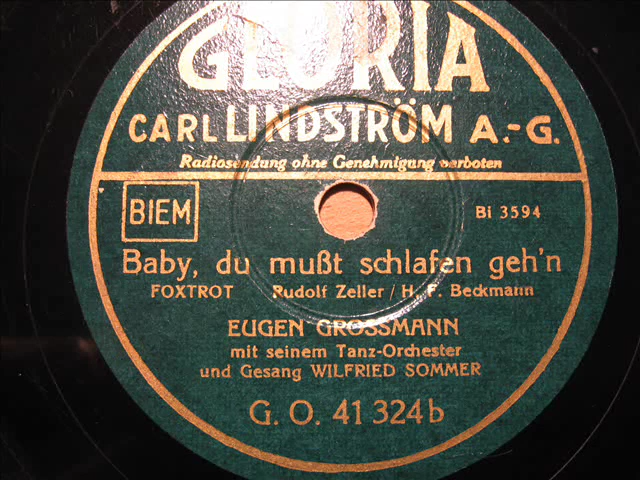 GLORIA
CARL LINDSTRÖM A.-G.
Radiosendung ohne Genehmigung verboten
BIEM
Bi 3594
Baby, du mußt schlafen geh'n
FOXTROT Rudolf Zeller / H. F. Beckmann
EUGEN GROSSMANN
mit seinem Tanz-Orchester
und Gesang WILFRIED SOMMER
G. O. 41 324 b